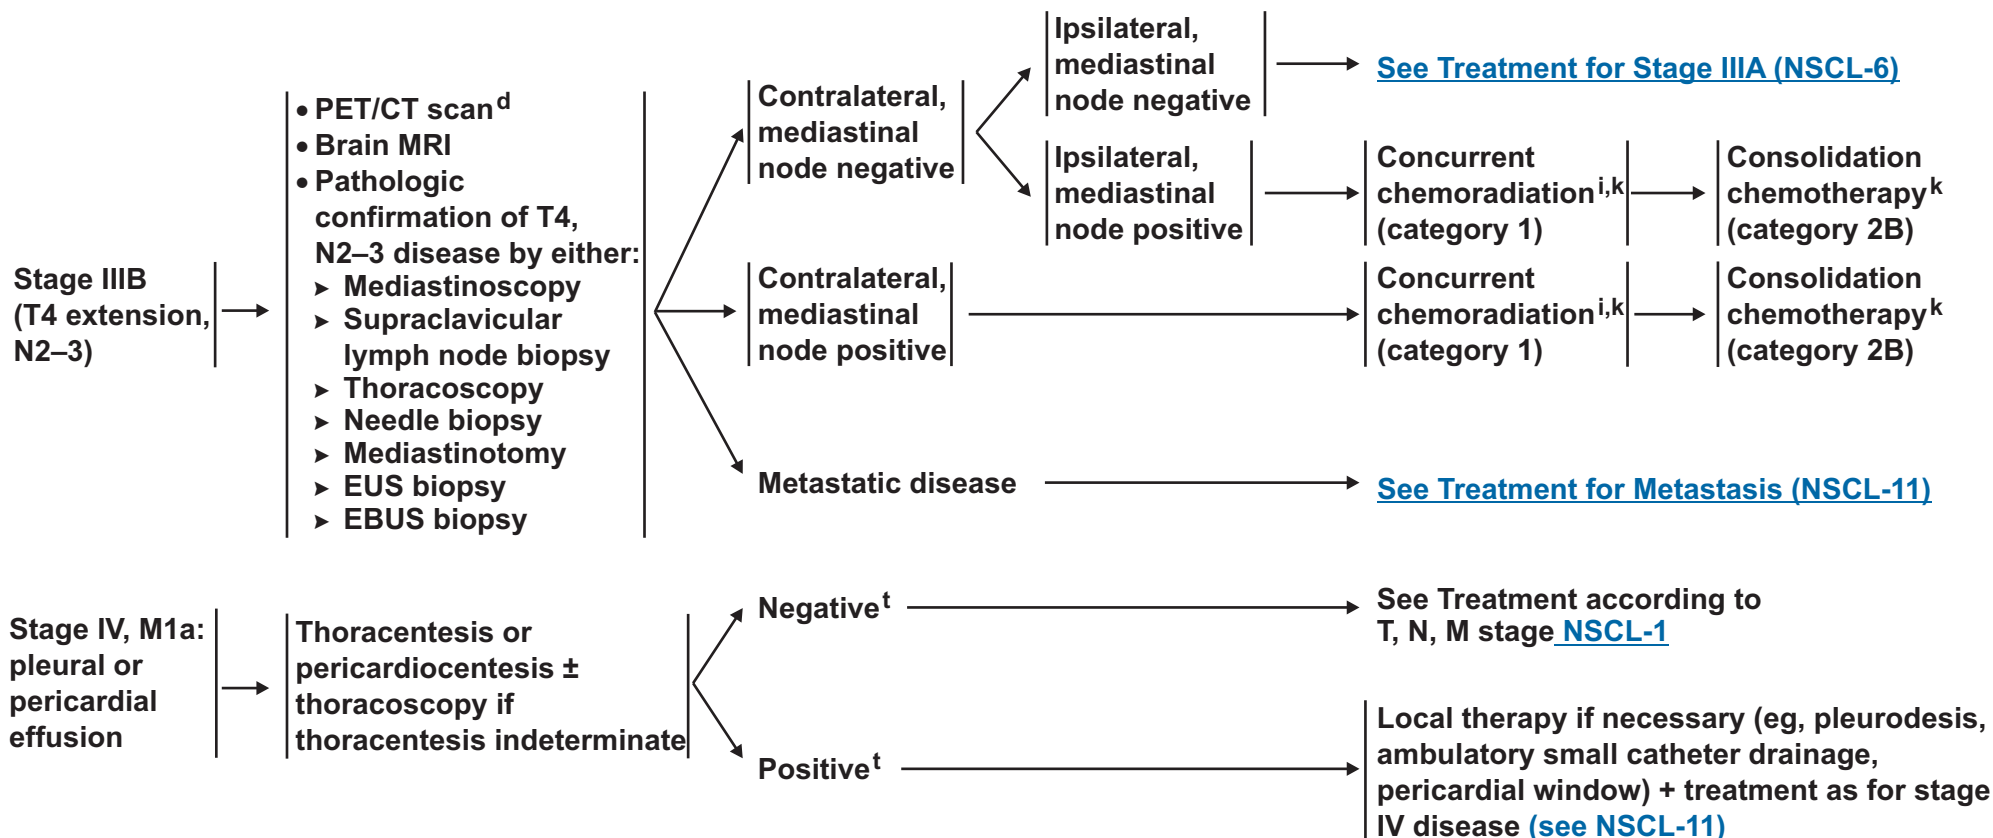 Stage IIIB
(T4 extension,
N2–3)
• PET/CT scan d
• Brain MRI
• Pathologic
confirmation of T4,
N2–3 disease by either:
➤ Mediastinoscopy
➤ Supraclavicular
lymph node biopsy
➤ Thoracoscopy
➤ Needle biopsy
➤ Mediastinotomy
➤ EUS biopsy
➤ EBUS biopsy
Contralateral,
mediastinal
node negative
Ipsilateral,
mediastinal
node negative
See Treatment for Stage IIIA (NSCL-6)
Ipsilateral,
mediastinal
node positive
Concurrent
chemoradiation i,k
(category 1)
Consolidation
chemotherapy k
(category 2B)
Contralateral,
mediastinal
node positive
Concurrent
chemoradiation i,k
(category 1)
Consolidation
chemotherapy k
(category 2B)
Metastatic disease
See Treatment for Metastasis (NSCL-11)
Stage IV, M1a:
pleural or
pericardial
effusion
Thoracentesis or
pericardiocentesis ±
thoracoscopy if
thoracentesis indeterminate
Negative t
See Treatment according to
T, N, M stage NSCL-1
Positive t
Local therapy if necessary (eg, pleurodesis,
ambulatory small catheter drainage,
pericardial window) + treatment as for stage
IV disease (see NSCL-11)